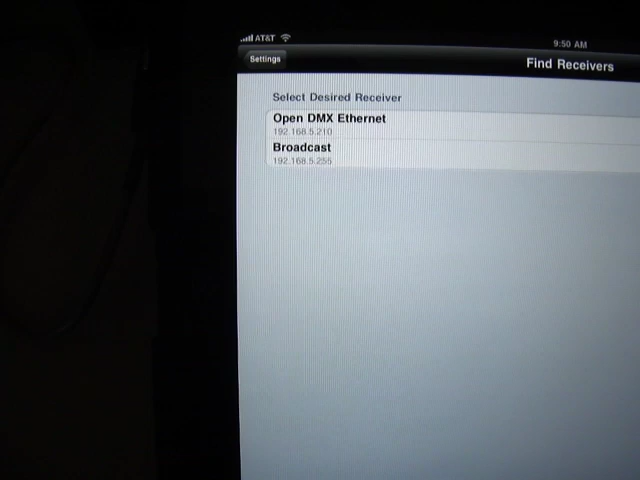 AT&T
9:50 AM
Settings
Find Receivers
Select Desired Receiver
Open DMX Ethernet
192.168.5.210
Broadcast
192.168.5.255